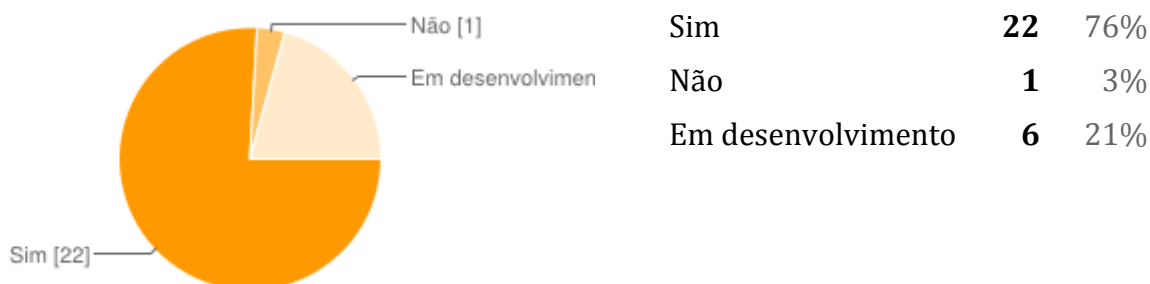 Não [1]
Em desenvolvimen
Sim [22]
Sim 22 76%
Não 1 3%
Em desenvolvimento 6 21%